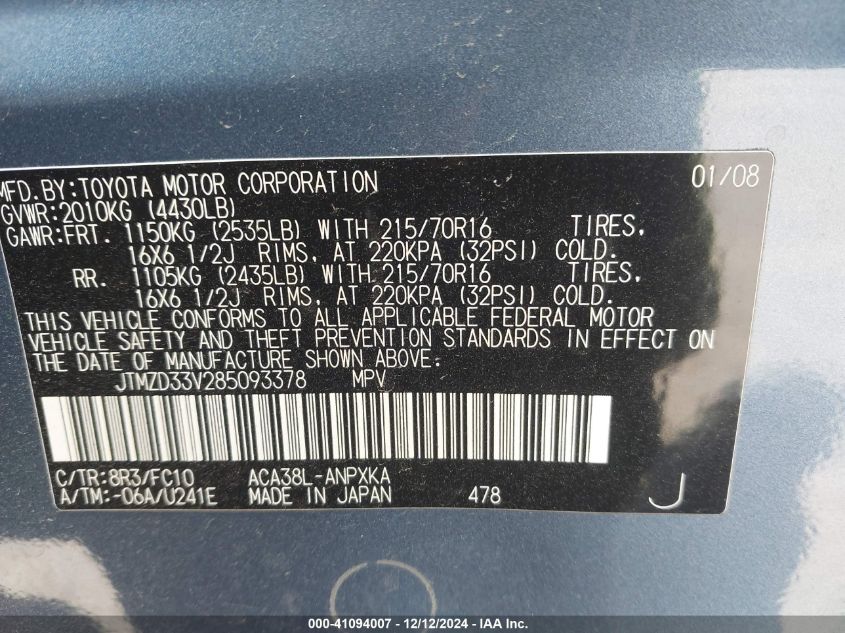 MFD.BY:TOYOTA MOTOR CORPORATION 01/08
GVWR:2010KG (4430LB)
GAWR:FRT. 1150KG (2535LB) WITH 215/70R16 TIRES,
16X6 1/2J RIMS, AT 220KPA (32PSI) COLD.
RR. 1105KG (2435LB) WITH 215/70R16 TIRES,
16X6 1/2J RIMS, AT 220KPA (32PSI) COLD.
THIS VEHICLE CONFORMS TO ALL APPLICABLE FEDERAL MOTOR
VEHICLE SAFETY AND THEFT PREVENTION STANDARDS IN EFFECT ON
THE DATE OF MANUFACTURE SHOWN ABOVE.
JTMZD33V285093378 MPV
C/TR:8R3/FC10 ACA38L-ANPXKA
A/TM:-06A/U241E MADE IN JAPAN 478 J
000-41094007 - 12/12/2024 - IAA Inc.